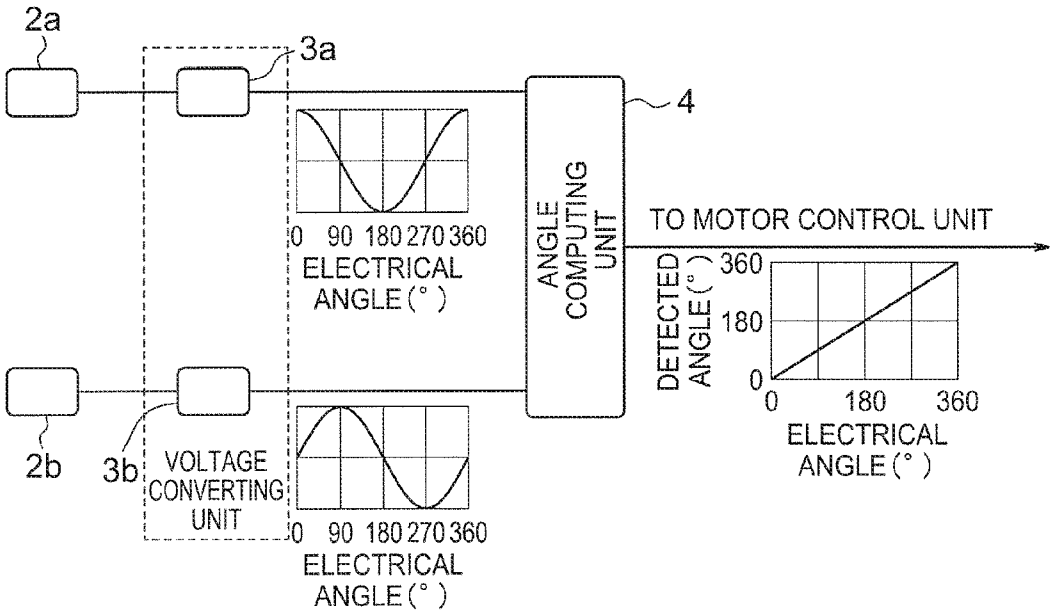 2a
3a
4
0 90 180 270 360
ELECTRICAL
ANGLE(°)
ANGLE
COMPUTING
UNIT
TO MOTOR CONTROL UNIT
DETECTED
ANGLE(°)
360
180
0
0 180 360
ELECTRICAL
ANGLE(°)
2b
3b
VOLTAGE
CONVERTING
UNIT
0 90 180 270 360
ELECTRICAL
ANGLE(°)